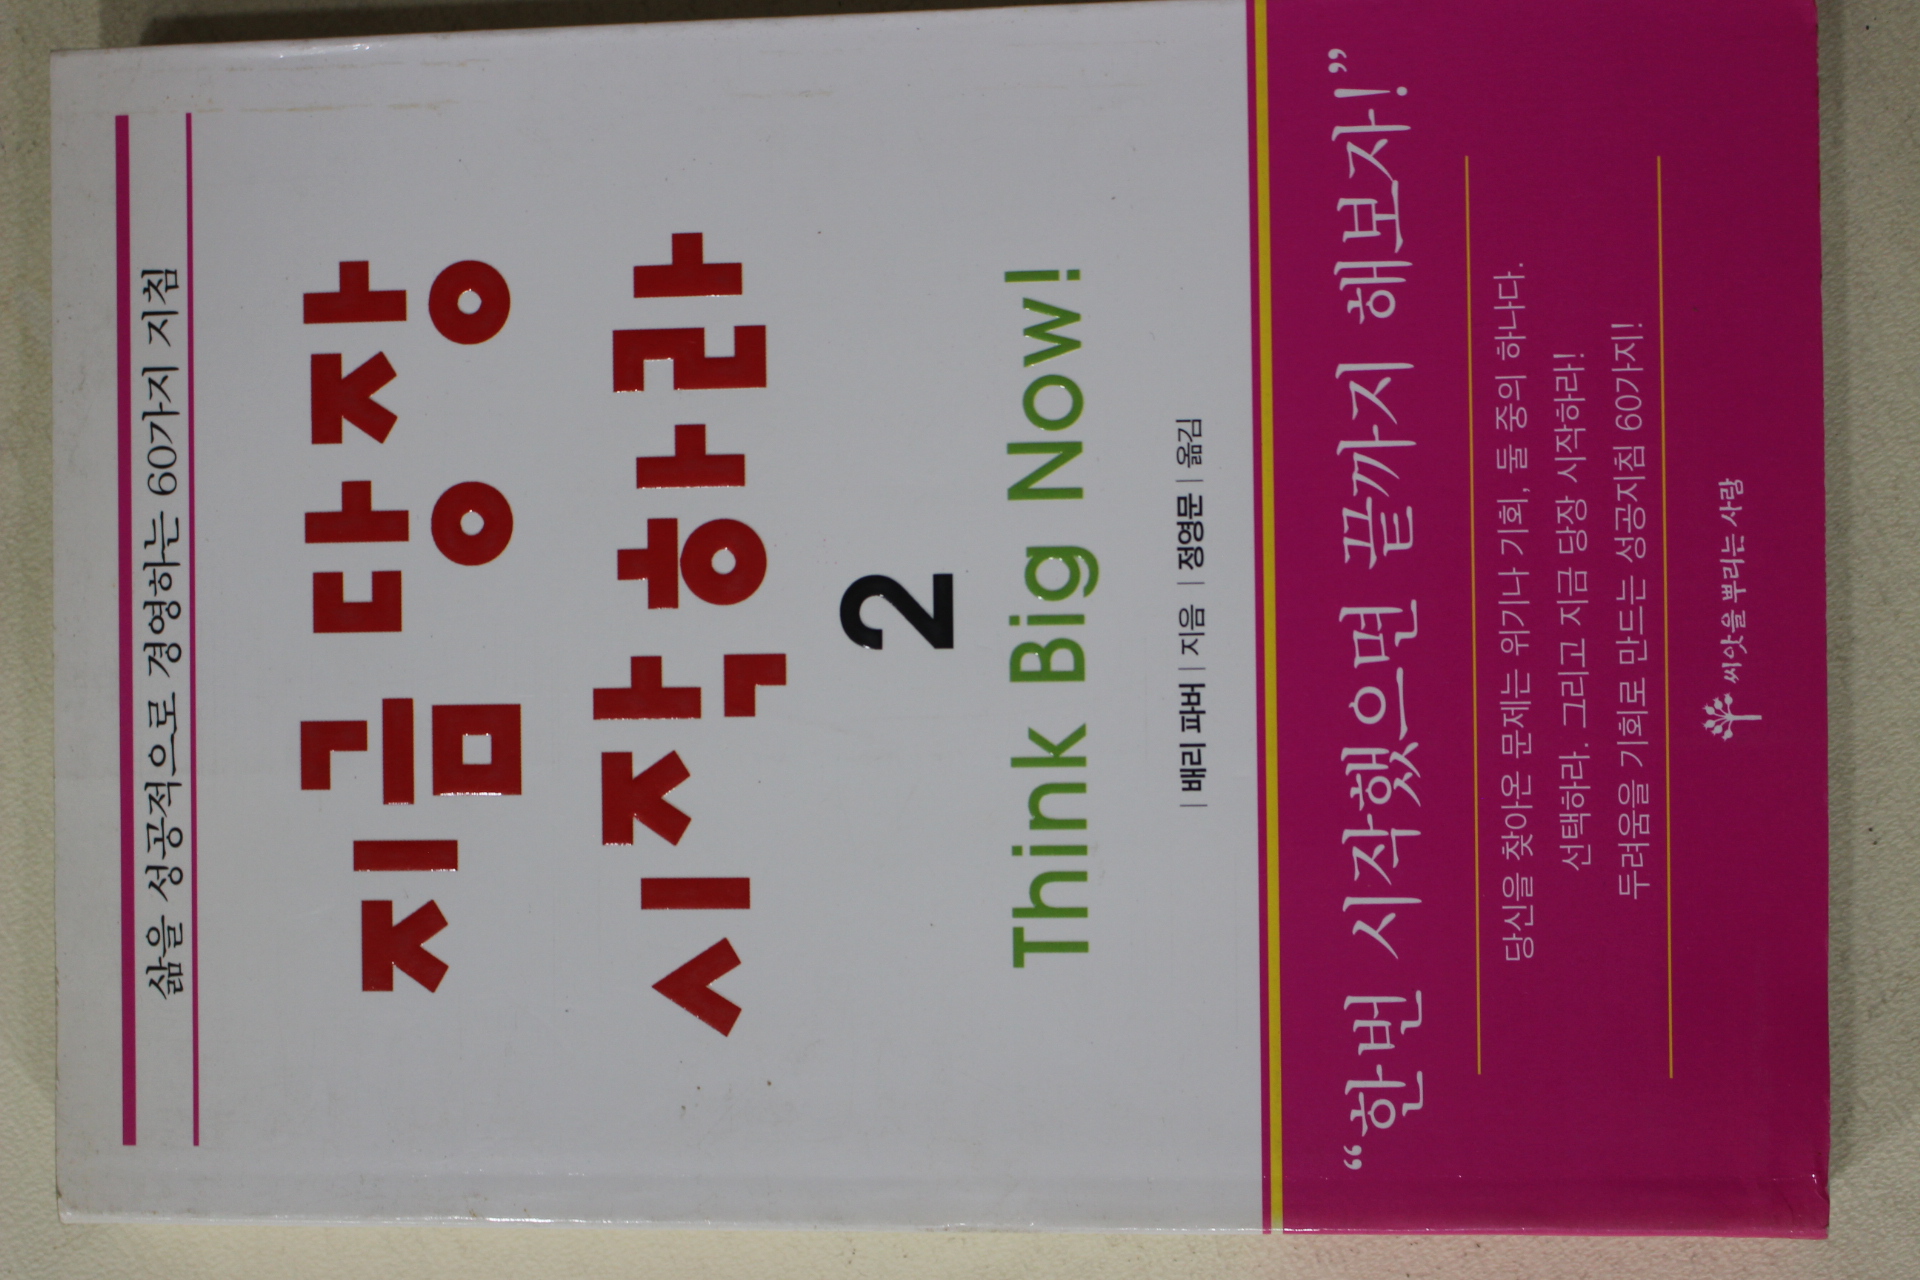 삶을 성공적으로 경영하는 60가지 지침
지금 당장
시작하라
2
Think Big Now!
| 배리 파버 | 지음 | 정영문 | 옮김
“한번 시작했으면 끝까지 해보자!”
당신을 찾아온 문제는 위기나 기회, 둘 중의 하나다.
선택하라. 그리고 지금 당장 시작하라!
두려움을 기회로 만드는 성공지침 60가지!
씨앗을 뿌리는 사람